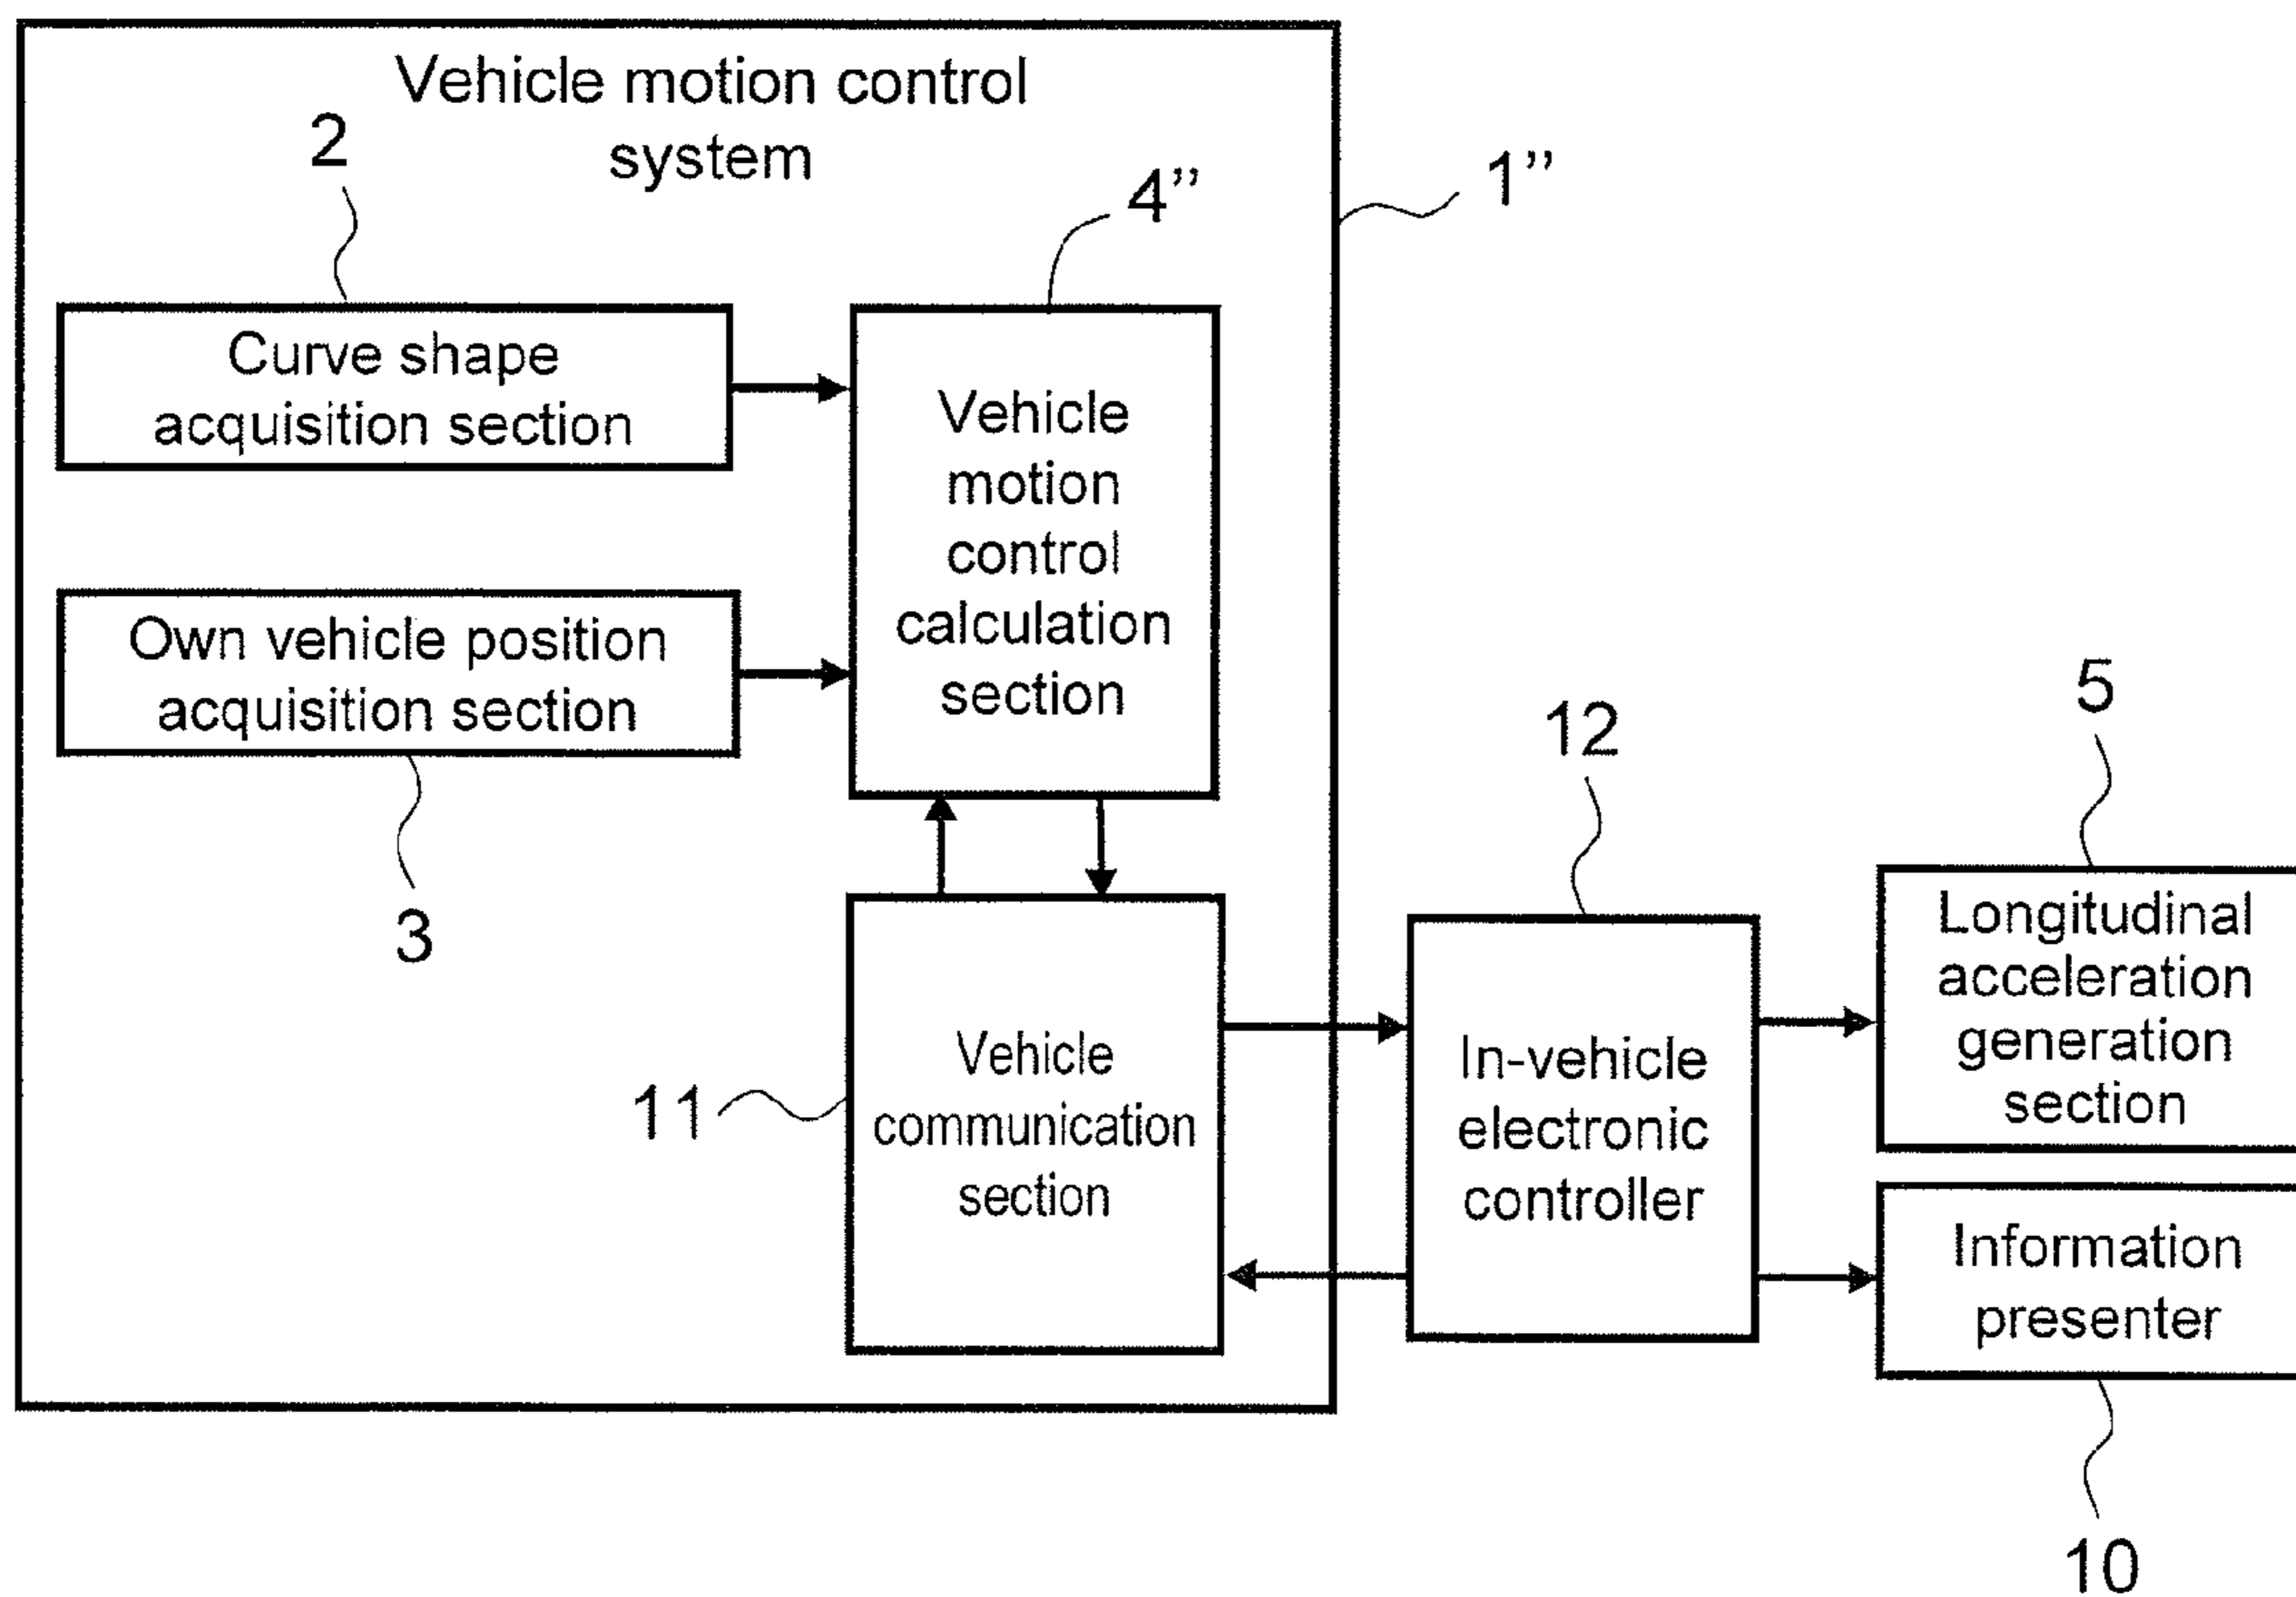 Vehicle motion control
system
2
4”
1”
Curve shape
acquisition section
Vehicle
motion
control
calculation
section
Own vehicle position
acquisition section
3
12
5
11
Vehicle
communication
section
In-vehicle
electronic
controller
Longitudinal
acceleration
generation
section
Information
presenter
10